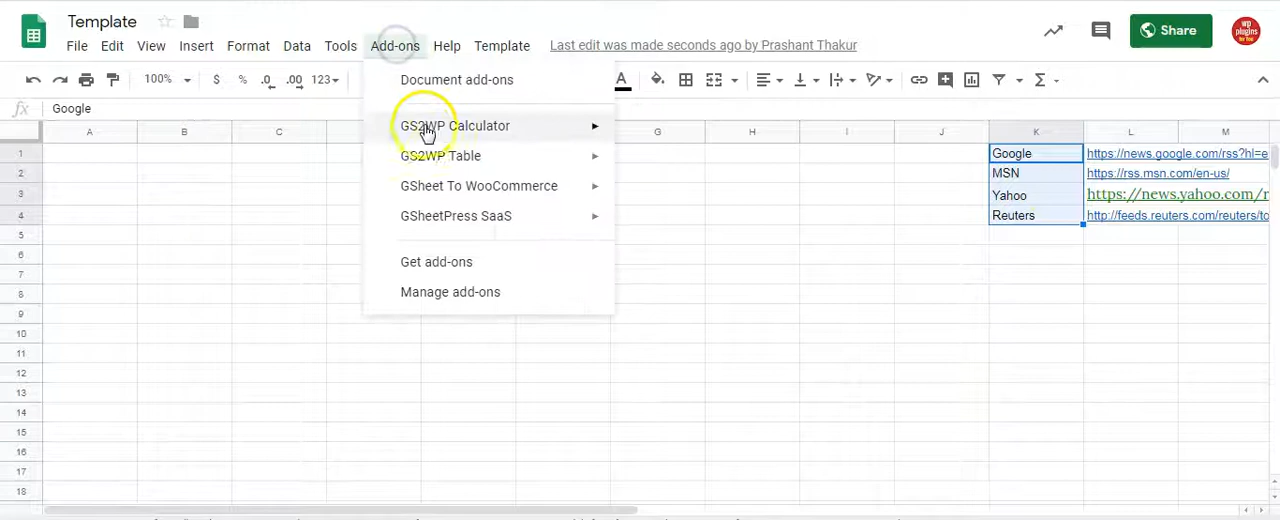 Template
File Edit View Insert Format Data Tools Add-ons Help Template Last edit was made seconds ago by Prashant Thakur
Share
wp plugins for You
100% $ % .0 .00 123 A Σ
fx Google
Document add-ons
GS2WP Calculator
GS2WP Table
GSheet To WooCommerce
GSheetPress SaaS
Get add-ons
Manage add-ons
A B C G H I J K L M
1 Google https://news.google.com/rss?hl=e
2 MSN https://rss.msn.com/en-us/
3 Yahoo https://news.yahoo.com/r
4 Reuters http://feeds.reuters.com/reuters/to
5
6
7
8
9
10
11
12
13
14
15
16
17
18